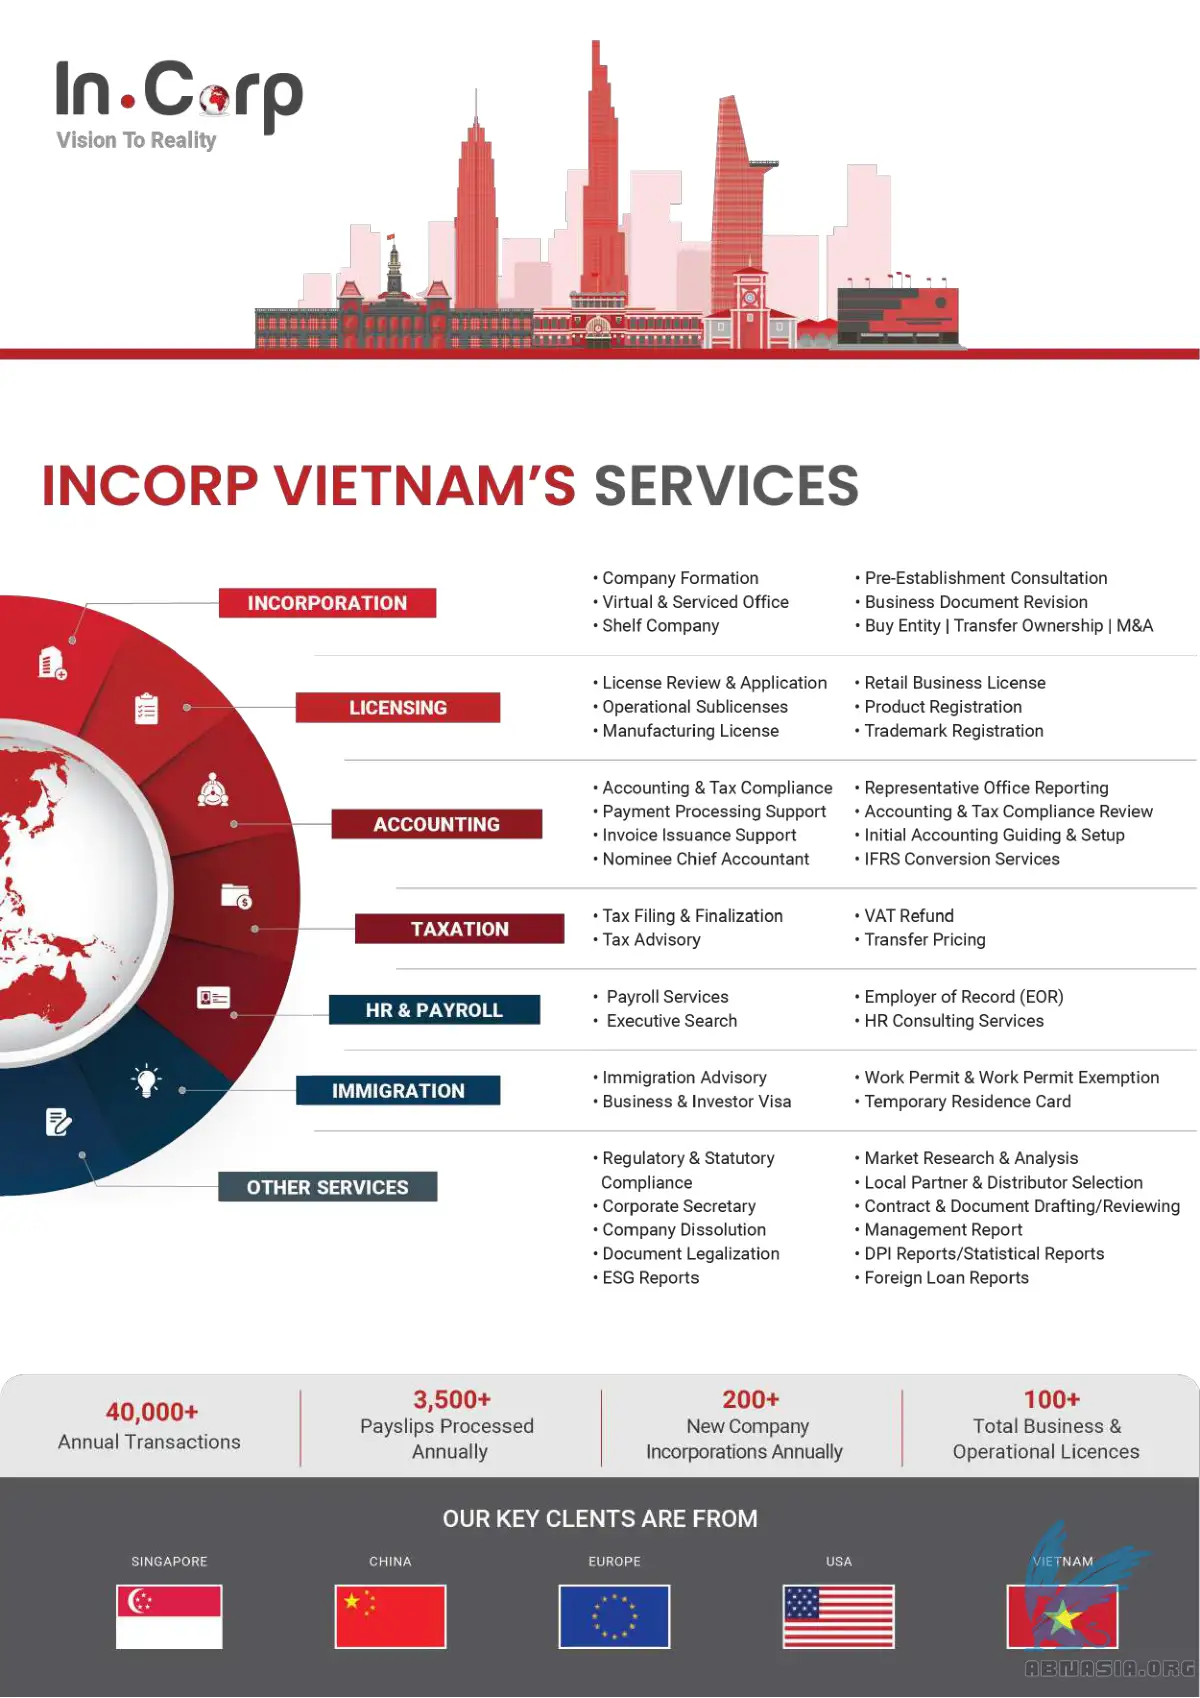 In.Corp
Vision To Reality
INCORP VIETNAM'S SERVICES
INCORPORATION
• Company Formation
• Virtual & Serviced Office
• Shelf Company
• Pre-Establishment Consultation
• Business Document Revision
• Buy Entity | Transfer Ownership | M&A
LICENSING
• License Review & Application
• Operational Sublicenses
• Manufacturing License
• Retail Business License
• Product Registration
• Trademark Registration
ACCOUNTING
• Accounting & Tax Compliance
• Payment Processing Support
• Invoice Issuance Support
• Nominee Chief Accountant
• Representative Office Reporting
• Accounting & Tax Compliance Review
• Initial Accounting Guiding & Setup
• IFRS Conversion Services
TAXATION
• Tax Filing & Finalization
• Tax Advisory
• VAT Refund
• Transfer Pricing
HR & PAYROLL
• Payroll Services
• Executive Search
• Employer of Record (EOR)
• HR Consulting Services
IMMIGRATION
• Immigration Advisory
• Business & Investor Visa
• Work Permit & Work Permit Exemption
• Temporary Residence Card
OTHER SERVICES
• Regulatory & Statutory
Compliance
• Corporate Secretary
• Company Dissolution
• Document Legalization
• ESG Reports
• Market Research & Analysis
• Local Partner & Distributor Selection
• Contract & Document Drafting/Reviewing
• Management Report
• DPI Reports/Statistical Reports
• Foreign Loan Reports
40,000+
Annual Transactions
3,500+
Payslips Processed
Annually
200+
New Company
Incorporations Annually
100+
Total Business &
Operational Licences
OUR KEY CLENTS ARE FROM
SINGAPORE
CHINA
EUROPE
USA
VIETNAM
ABNASIA.ORG